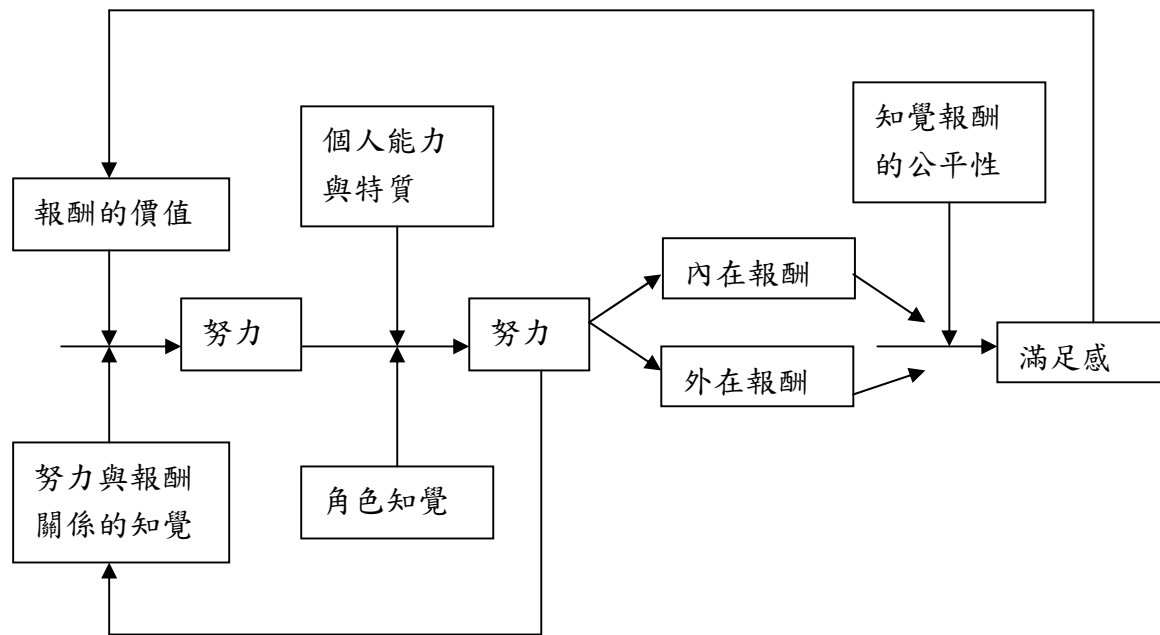 個人能力
與特質
知覺報酬
的公平性
報酬的價值
內在報酬
努力
努力
外在報酬
滿足感
努力與報酬
關係的知覺
角色知覺